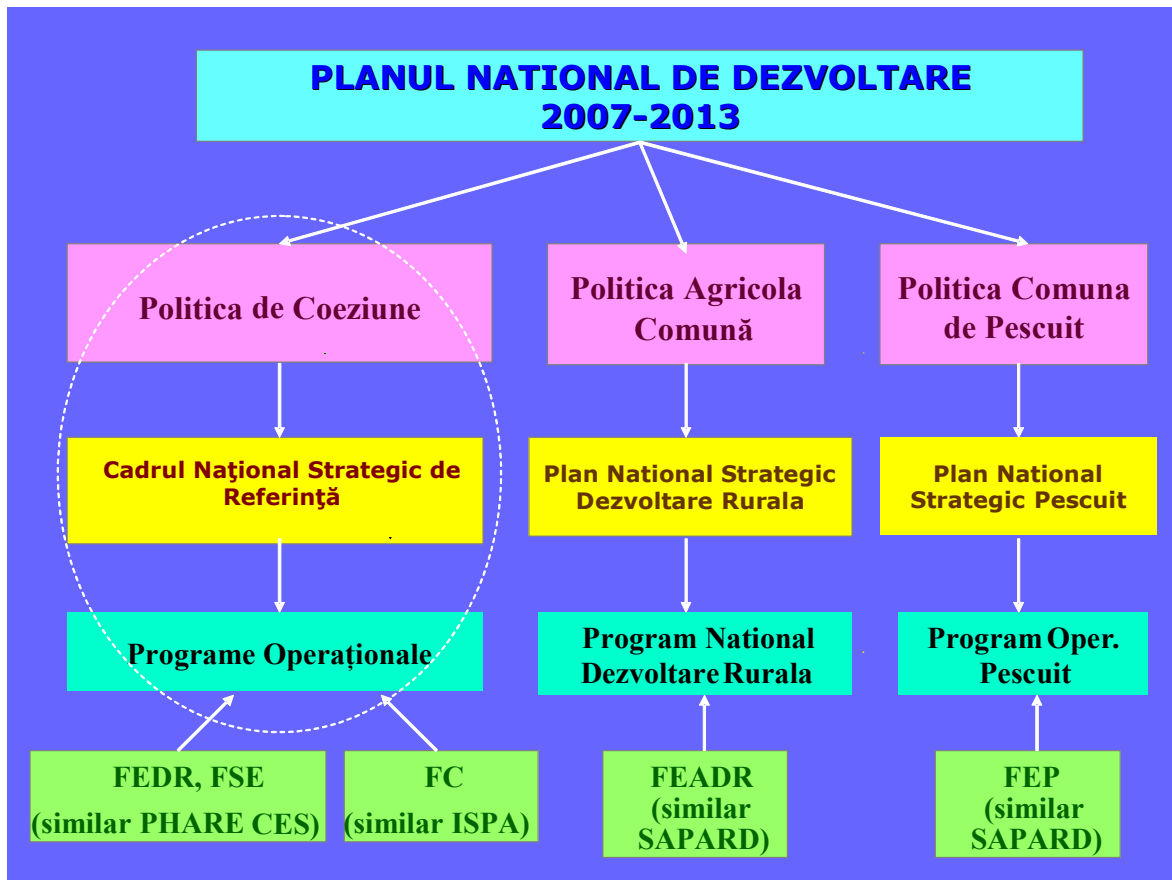 PLANUL NATIONAL DE DEZVOLTARE
2007-2013
Politica de Coeziune
Politica Agricola
Comună
Politica Comuna
de Pescuit
Cadrul Naţional Strategic de
Referinţă
Plan National Strategic
Dezvoltare Rurala
Plan National
Strategic Pescuit
Programe Operaționale
Program National
Dezvoltare Rurala
Program Oper.
Pescuit
FEDR, FSE
(similar PHARE CES)
FC
(similar ISPA)
FEADR
(similar
SAPARD)
FEP
(similar
SAPARD)